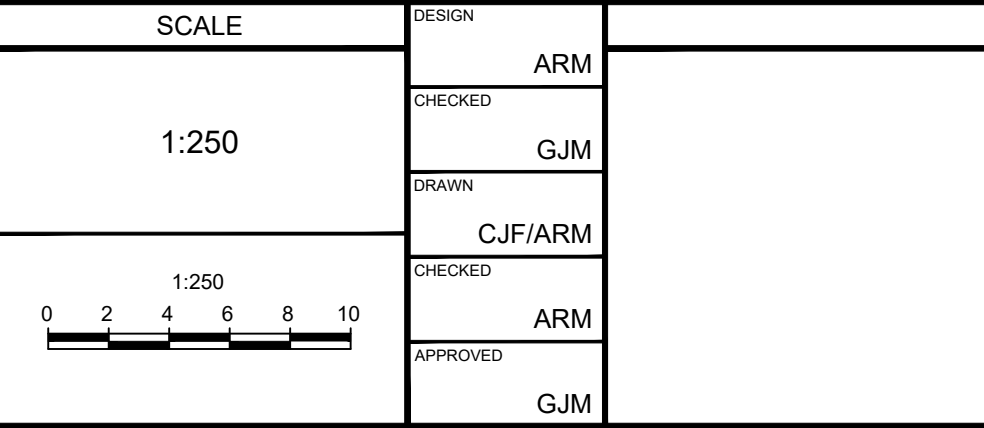 SCALE
1:250
1:250
0 2 4 6 8 10
DESIGN
ARM
CHECKED
GJM
DRAWN
CJF/ARM
CHECKED
ARM
APPROVED
GJM